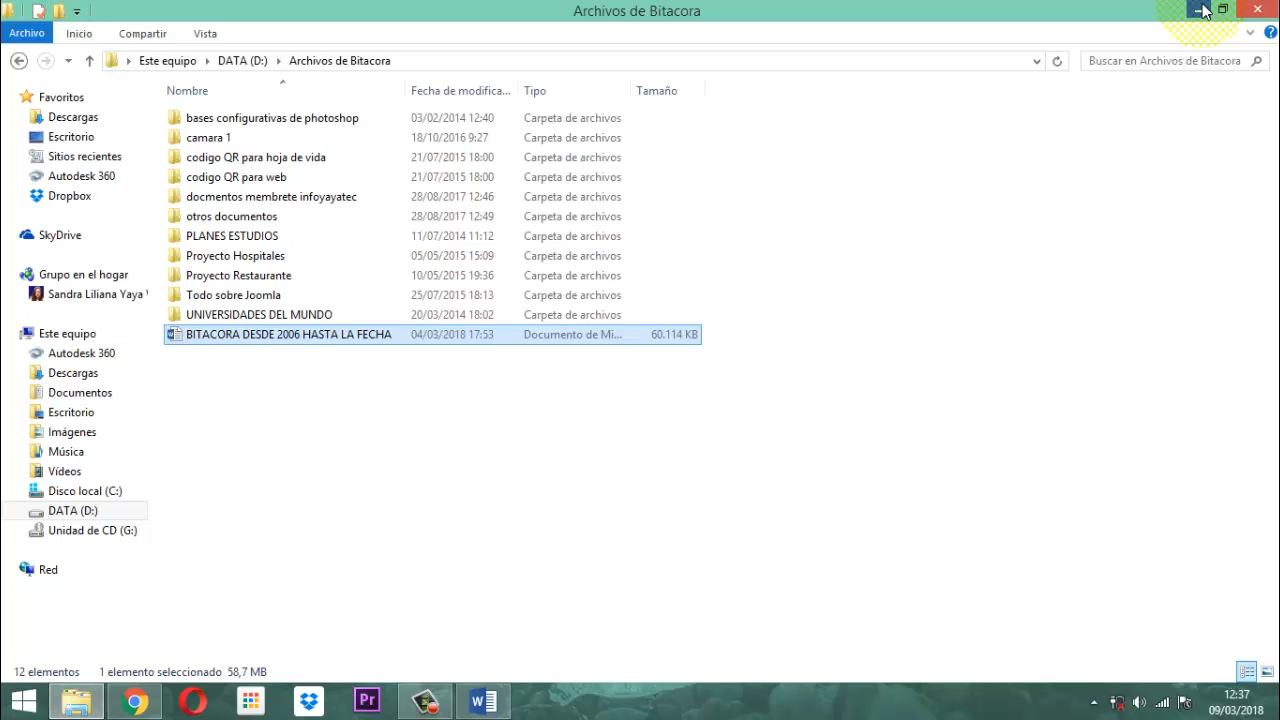 Archivos de Bitacora
Archivo Inicio Compartir Vista
Este equipo DATA (D:) Archivos de Bitacora
Buscar en Archivos de Bitacora
Nombre Fecha de modifica... Tipo Tamaño
bases configurativas de photoshop 03/02/2014 12:40 Carpeta de archivos
camara 1 18/10/2016 9:27 Carpeta de archivos
codigo QR para hoja de vida 21/07/2015 18:00 Carpeta de archivos
codigo QR para web 21/07/2015 18:00 Carpeta de archivos
docmentos membrete infoyayatec 28/08/2017 12:46 Carpeta de archivos
otros documentos 28/08/2017 12:49 Carpeta de archivos
PLANES ESTUDIOS 11/07/2014 11:12 Carpeta de archivos
Proyecto Hospitales 05/05/2015 15:09 Carpeta de archivos
Proyecto Restaurante 10/05/2015 19:36 Carpeta de archivos
Todo sobre Joomla 25/07/2015 18:13 Carpeta de archivos
UNIVERSIDADES DEL MUNDO 20/03/2014 18:02 Carpeta de archivos
BITACORA DESDE 2006 HASTA LA FECHA 04/03/2018 17:53 Documento de Mi... 60.114 KB
Favoritos
Descargas
Escritorio
Sitios recientes
Autodesk 360
Dropbox
SkyDrive
Grupo en el hogar
Sandra Liliana Yaya
Este equipo
Autodesk 360
Descargas
Documentos
Escritorio
Imágenes
Música
Vídeos
Disco local (C:)
DATA (D:)
Unidad de CD (G:)
Red
12 elementos 1 elemento seleccionado 58,7 MB
Pr
12:37
09/03/2018